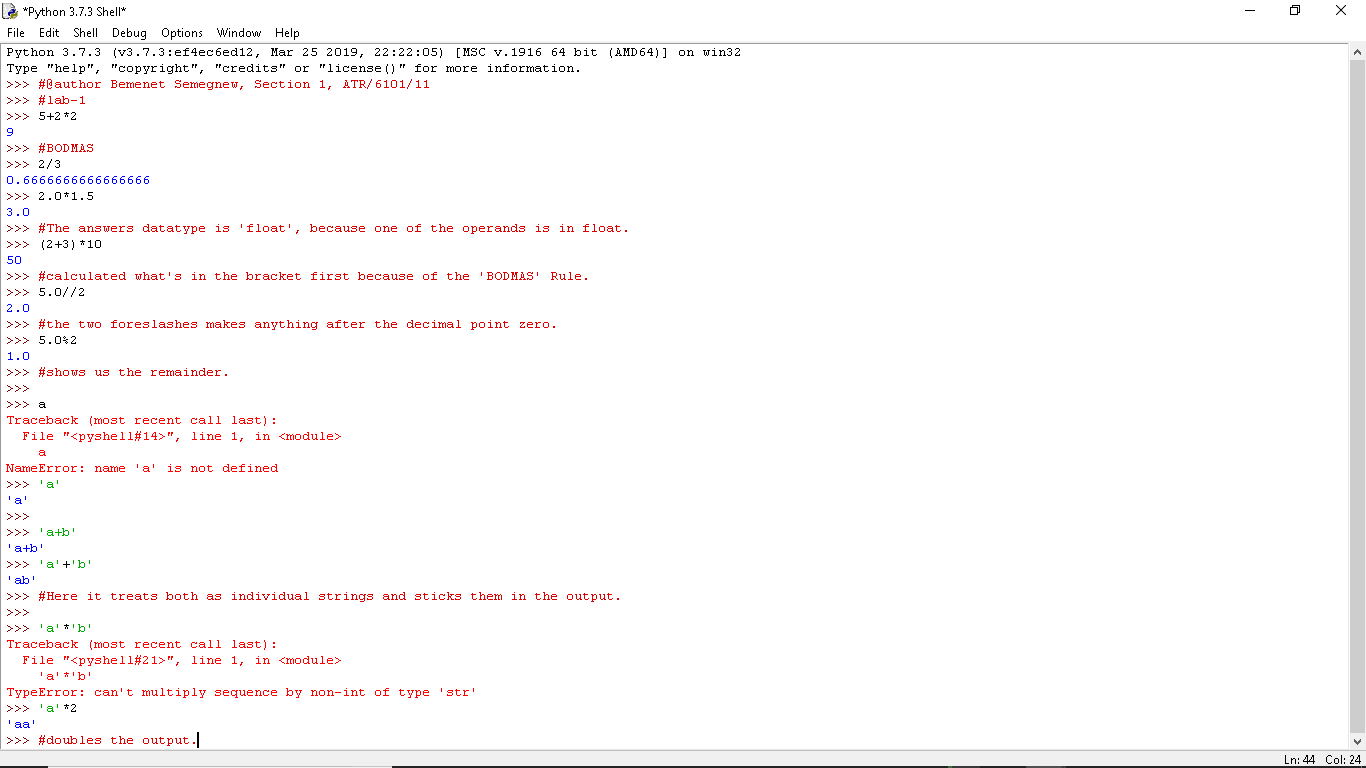 *Python 3.7.3 Shell*
File Edit Shell Debug Options Window Help
Python 3.7.3 (v3.7.3:ef4ec6ed12, Mar 25 2019, 22:22:05) [MSC v.1916 64 bit (AMD64)] on win32
Type "help", "copyright", "credits" or "license()" for more information.
>>> #@author Bemenet Semegnew, Section 1, ATR/6101/11
>>> #lab-1
>>> 5+2*2
9
>>> #BODMAS
>>> 2/3
0.6666666666666666
>>> 2.0*1.5
3.0
>>> #The answers datatype is 'float', because one of the operands is in float.
>>> (2+3)*10
50
>>> #calculated what's in the bracket first because of the 'BODMAS' Rule.
>>> 5.0//2
2.0
>>> #the two foreslashes makes anything after the decimal point zero.
>>> 5.0%2
1.0
>>> #shows us the remainder.
>>>
>>> a
Traceback (most recent call last):
  File "<pyshell#14>", line 1, in <module>
    a
NameError: name 'a' is not defined
>>> 'a'
'a'
>>>
>>> 'a+b'
'a+b'
>>> 'a'+'b'
'ab'
>>> #Here it treats both as individual strings and sticks them in the output.
>>>
>>> 'a'*'b'
Traceback (most recent call last):
  File "<pyshell#21>", line 1, in <module>
    'a'*'b'
TypeError: can't multiply sequence by non-int of type 'str'
>>> 'a'*2
'aa'
>>> #doubles the output.
Ln: 44 Col: 24